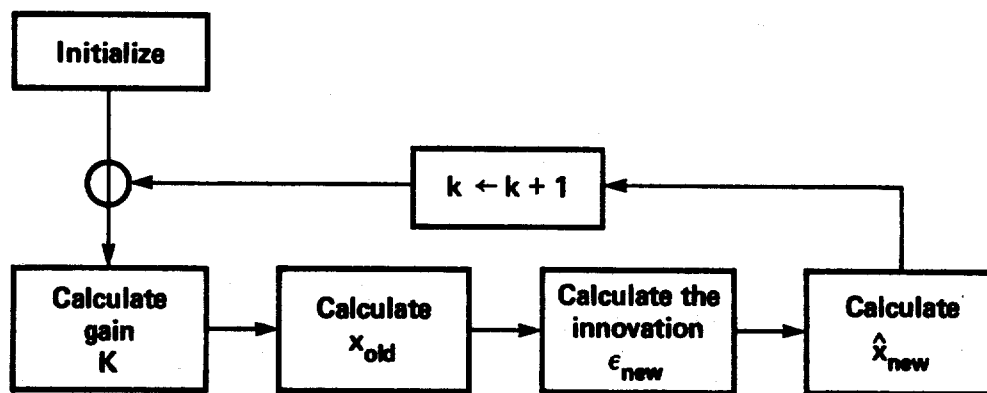 Initialize
k ← k + 1
Calculate
gain
K
Calculate
x_old
Calculate the
innovation
ϵ_new
Calculate
x̂_new